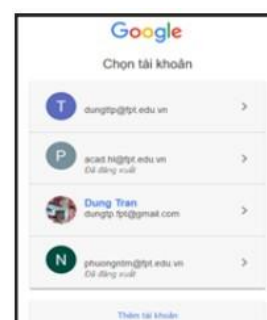 Google
Chọn tài khoản
T
dungttp@fpt.edu.vn
P
acad.hl@fpt.edu.vn
Đã đăng xuất
Dung Tran
dungtp.fpt@gmail.com
N
phuongntm@fpt.edu.vn
Đã đăng xuất
Thêm tài khoản